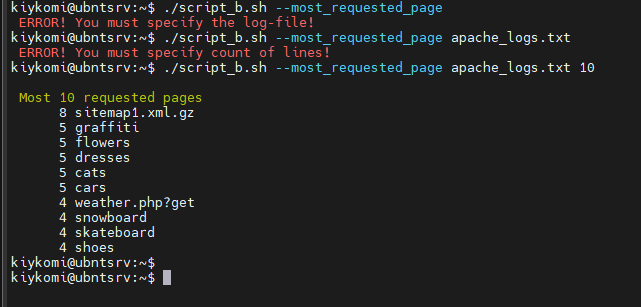 kiykomi@ubntsrv:~$ ./script_b.sh --most_requested_page
ERROR! You must specify the log-file!
kiykomi@ubntsrv:~$ ./script_b.sh --most_requested_page apache_logs.txt
ERROR! You must specify count of lines!
kiykomi@ubntsrv:~$ ./script_b.sh --most_requested_page apache_logs.txt 10
Most 10 requested pages
8 sitemap1.xml.gz
5 graffiti
5 flowers
5 dresses
5 cats
5 cars
4 weather.php?get
4 snowboard
4 skateboard
4 shoes
kiykomi@ubntsrv:~$
kiykomi@ubntsrv:~$